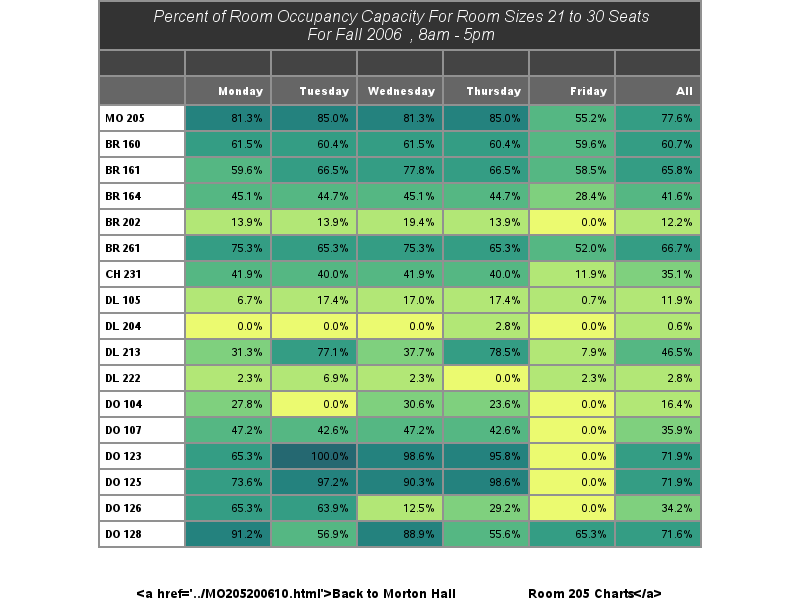 Percent of Room Occupancy Capacity For Room Sizes 21 to 30 Seats
For Fall 2006 , 8am - 5pm
Monday Tuesday Wednesday Thursday Friday All
MO 205 81.3% 85.0% 81.3% 85.0% 55.2% 77.6%
BR 160 61.5% 60.4% 61.5% 60.4% 59.6% 60.7%
BR 161 59.6% 66.5% 77.8% 66.5% 58.5% 65.8%
BR 164 45.1% 44.7% 45.1% 44.7% 28.4% 41.6%
BR 202 13.9% 13.9% 19.4% 13.9% 0.0% 12.2%
BR 261 75.3% 65.3% 75.3% 65.3% 52.0% 66.7%
CH 231 41.9% 40.0% 41.9% 40.0% 11.9% 35.1%
DL 105 6.7% 17.4% 17.0% 17.4% 0.7% 11.9%
DL 204 0.0% 0.0% 0.0% 2.8% 0.0% 0.6%
DL 213 31.3% 77.1% 37.7% 78.5% 7.9% 46.5%
DL 222 2.3% 6.9% 2.3% 0.0% 2.3% 2.8%
DO 104 27.8% 0.0% 30.6% 23.6% 0.0% 16.4%
DO 107 47.2% 42.6% 47.2% 42.6% 0.0% 35.9%
DO 123 65.3% 100.0% 98.6% 95.8% 0.0% 71.9%
DO 125 73.6% 97.2% 90.3% 98.6% 0.0% 71.9%
DO 126 65.3% 63.9% 12.5% 29.2% 0.0% 34.2%
DO 128 91.2% 56.9% 88.9% 55.6% 65.3% 71.6%
<a href='../MO205200610.html'>Back to Morton Hall Room 205 Charts</a>